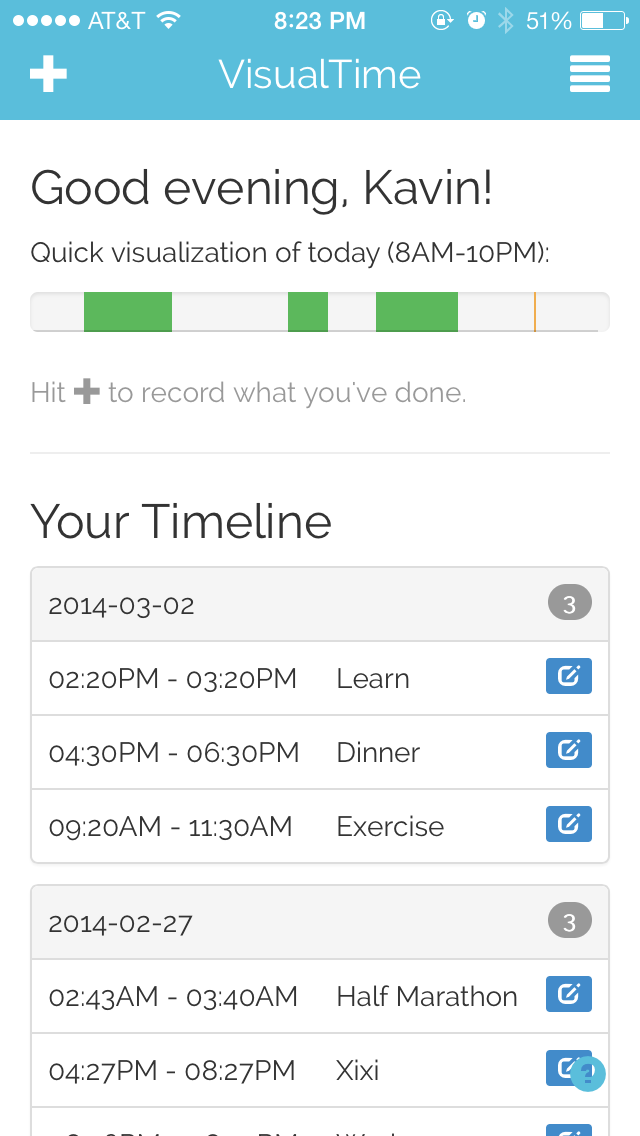 AT&T 8:23 PM 51%
VisualTime
Good evening, Kavin!
Quick visualization of today (8AM-10PM):
Hit + to record what you've done.
Your Timeline
2014-03-02 3
02:20PM - 03:20PM Learn
04:30PM - 06:30PM Dinner
09:20AM - 11:30AM Exercise
2014-02-27 3
02:43AM - 03:40AM Half Marathon
04:27PM - 08:27PM Xixi
?